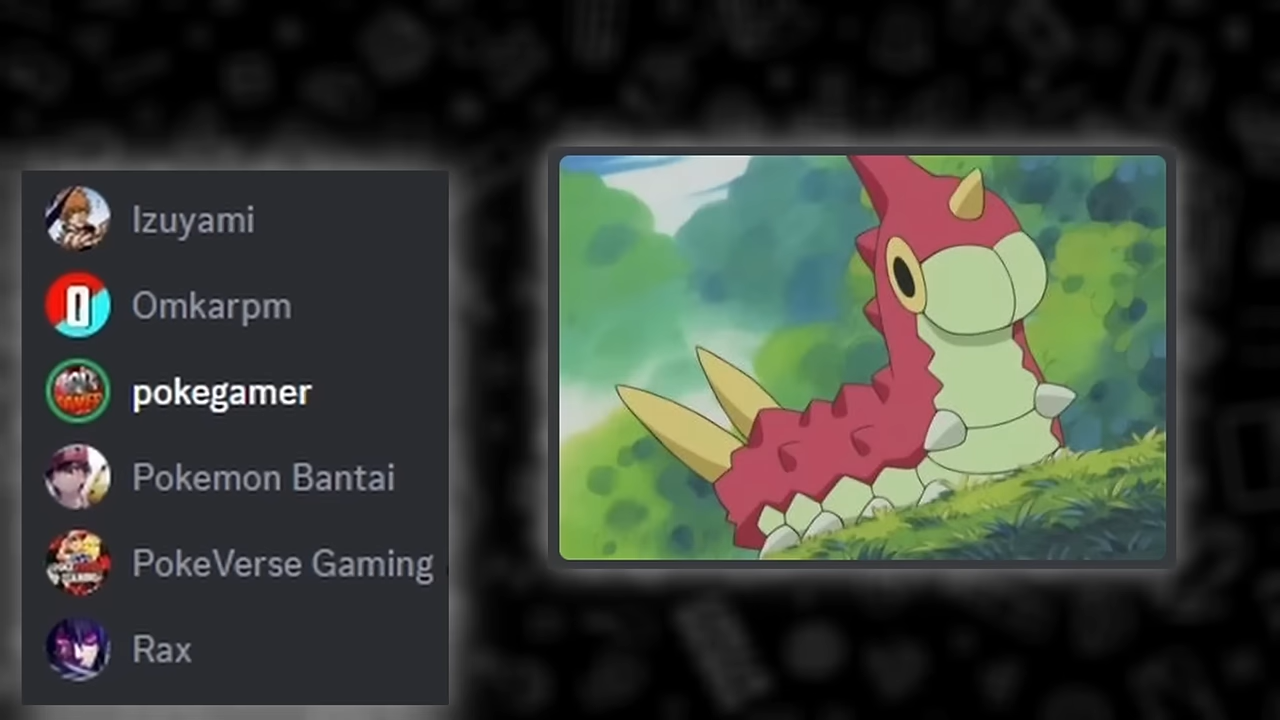 Izuyami
Omkarpm
pokegamer
Pokemon Bantai
PokeVerse Gaming
Rax